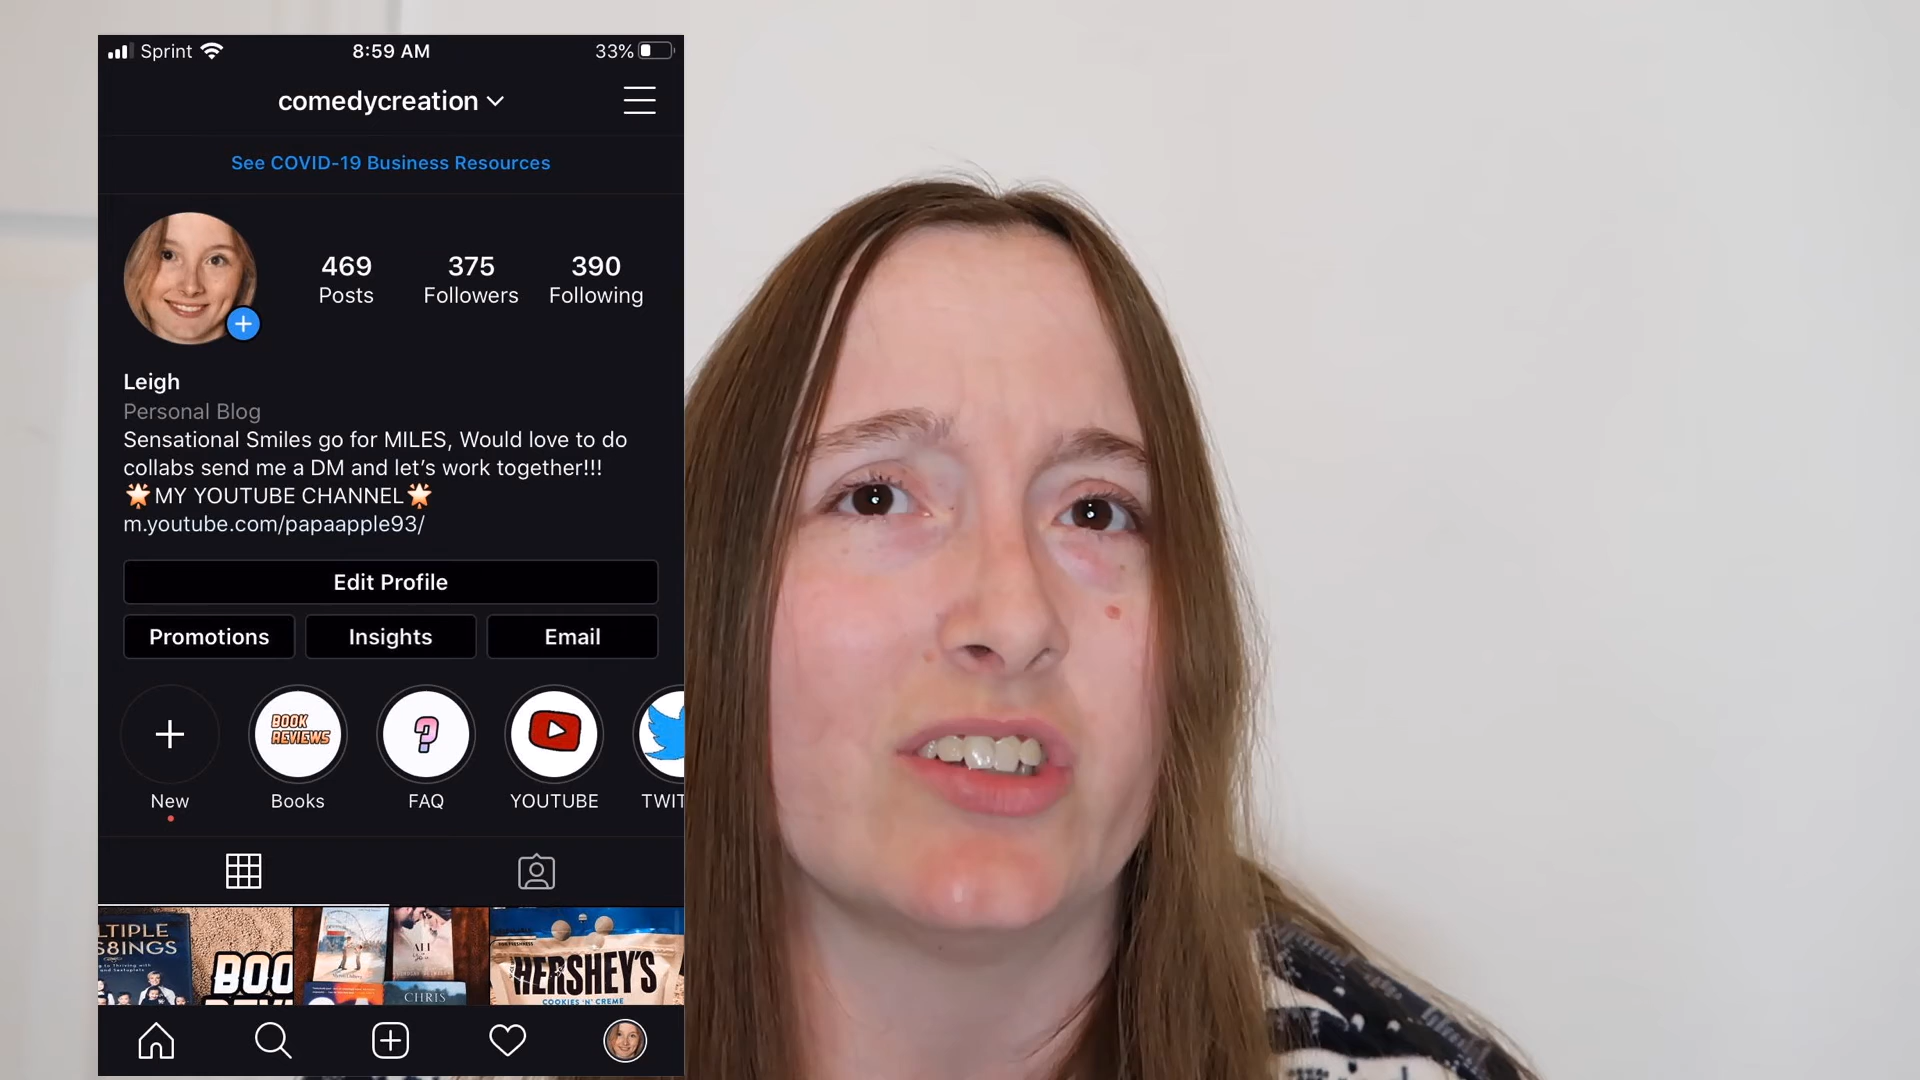 Sprint 8:59 AM 33%
comedycreation
See COVID-19 Business Resources
469 375 390
Posts Followers Following
Leigh
Personal Blog
Sensational Smiles go for MILES, Would love to do
collabs send me a DM and let's work together!!!
🌟MY YOUTUBE CHANNEL🌟
m.youtube.com/papaapple93/
Edit Profile
Promotions Insights Email
BOOK
REVIEWS
?
New Books FAQ YOUTUBE TWIT
LTIPLE
BOO
HERSHEY'S
COOKIES 'N' CREME
CHRIS